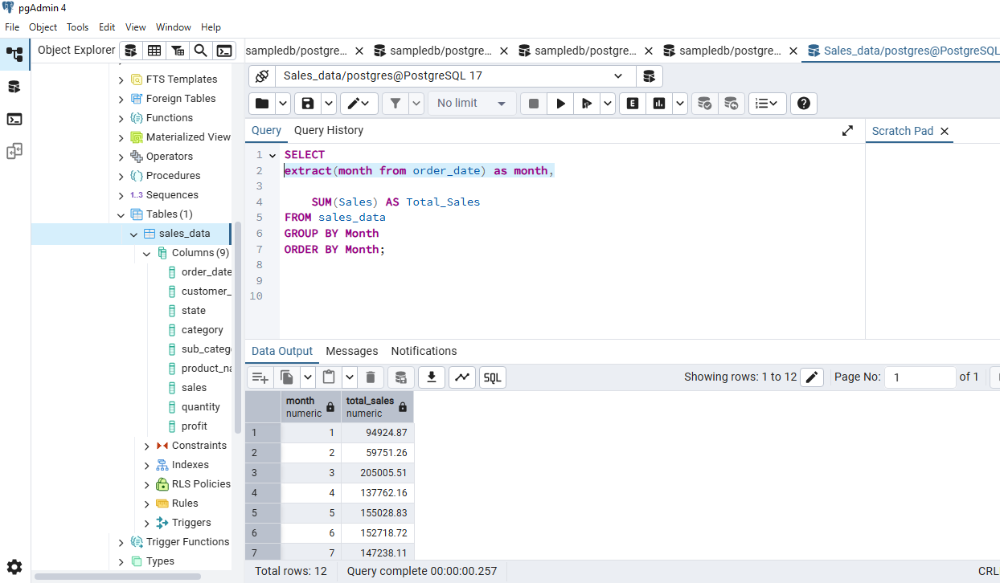 pgAdmin 4
File Object Tools Edit View Window Help
Object Explorer
sampledb/postgre... sampledb/postgre... sampledb/postgre... sampledb/postgre... Sales_data/postgres@PostgreSQL
FTS Templates
Foreign Tables
Functions
Materialized View
Operators
Procedures
1..3 Sequences
Tables (1)
sales_data
Columns (9)
order_date
customer_
state
category
sub_categ
product_na
sales
quantity
profit
Constraints
Indexes
RLS Policies
Rules
Triggers
Trigger Functions
Types
Sales_data/postgres@PostgreSQL 17
No limit
E
Query Query History
Scratch Pad
1 SELECT
2 extract(month from order_date) as month,
3
4 SUM(Sales) AS Total_Sales
5 FROM sales_data
6 GROUP BY Month
7 ORDER BY Month;
8
9
10
Data Output Messages Notifications
SQL
Showing rows: 1 to 12
Page No: 1 of 1
month total_sales
numeric numeric
1 1 94924.87
2 2 59751.26
3 3 205005.51
4 4 137762.16
5 5 155028.83
6 6 152718.72
7 7 147238.11
Total rows: 12 Query complete 00:00:00.257
CRL